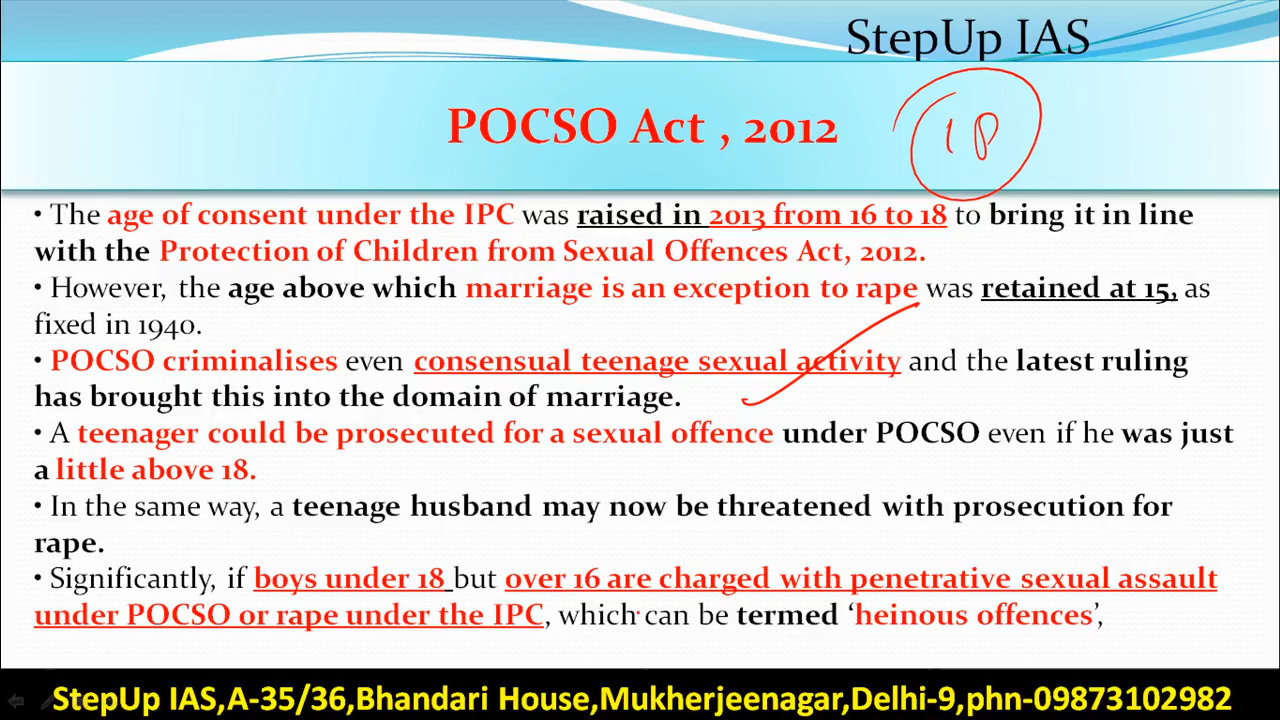 StepUp IAS
POCSO Act , 2012
• The age of consent under the IPC was raised in 2013 from 16 to 18 to bring it in line
with the Protection of Children from Sexual Offences Act, 2012.
• However, the age above which marriage is an exception to rape was retained at 15, as
fixed in 1940.
• POCSO criminalises even consensual teenage sexual activity and the latest ruling
has brought this into the domain of marriage.
• A teenager could be prosecuted for a sexual offence under POCSO even if he was just
a little above 18.
• In the same way, a teenage husband may now be threatened with prosecution for
rape.
• Significantly, if boys under 18 but over 16 are charged with penetrative sexual assault
under POCSO or rape under the IPC, which can be termed ‘heinous offences’,
StepUp IAS,A-35/36,Bhandari House,Mukherjeenagar,Delhi-9,phn-09873102982